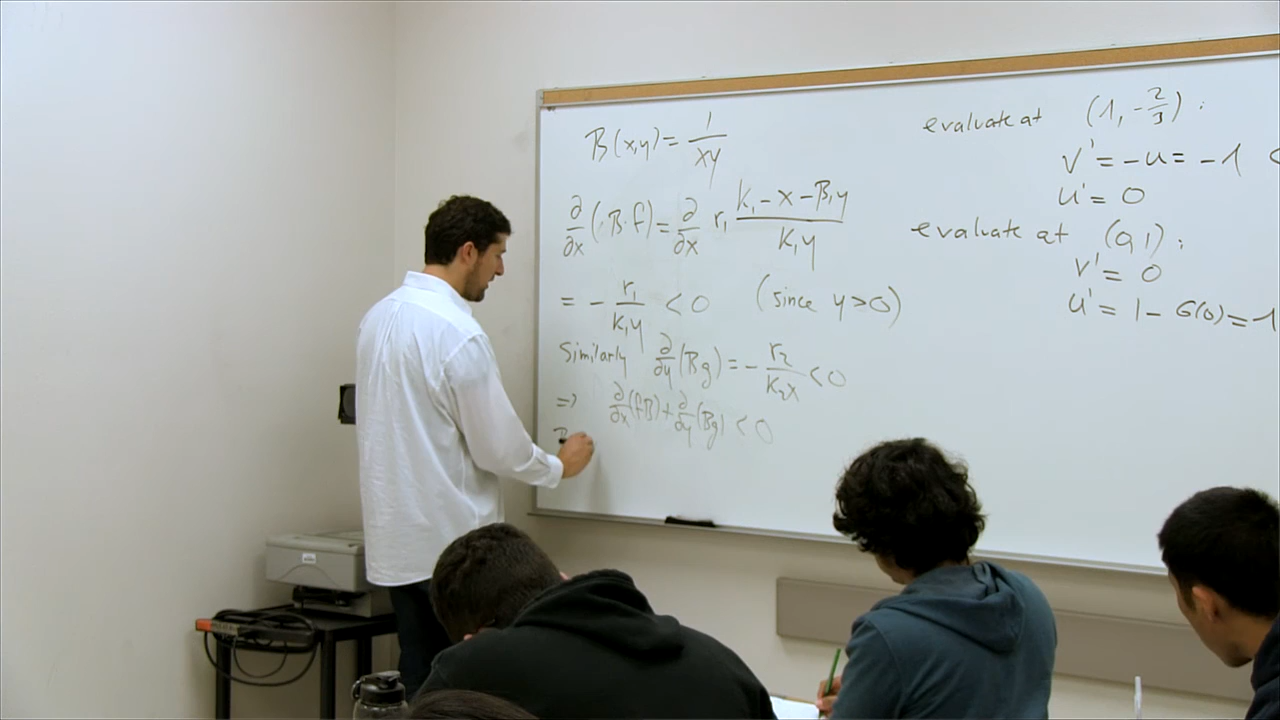 B(x,y) = 1/xy
∂/∂x (B·f) = ∂/∂x r₁ (k₁ - x - β₁y)/(k₁y)
= - r₁/(k₁y) < 0 (since y>0)
Similarly ∂/∂y (Bg) = - r₂/(k₂x) < 0
=> ∂/∂x (fB) + ∂/∂y (Bg) < 0
evaluate at (1, -2/3) :
v' = -u = -1
u' = 0
evaluate at (0,1) :
v' = 0
u' = 1 - G(0) = 1